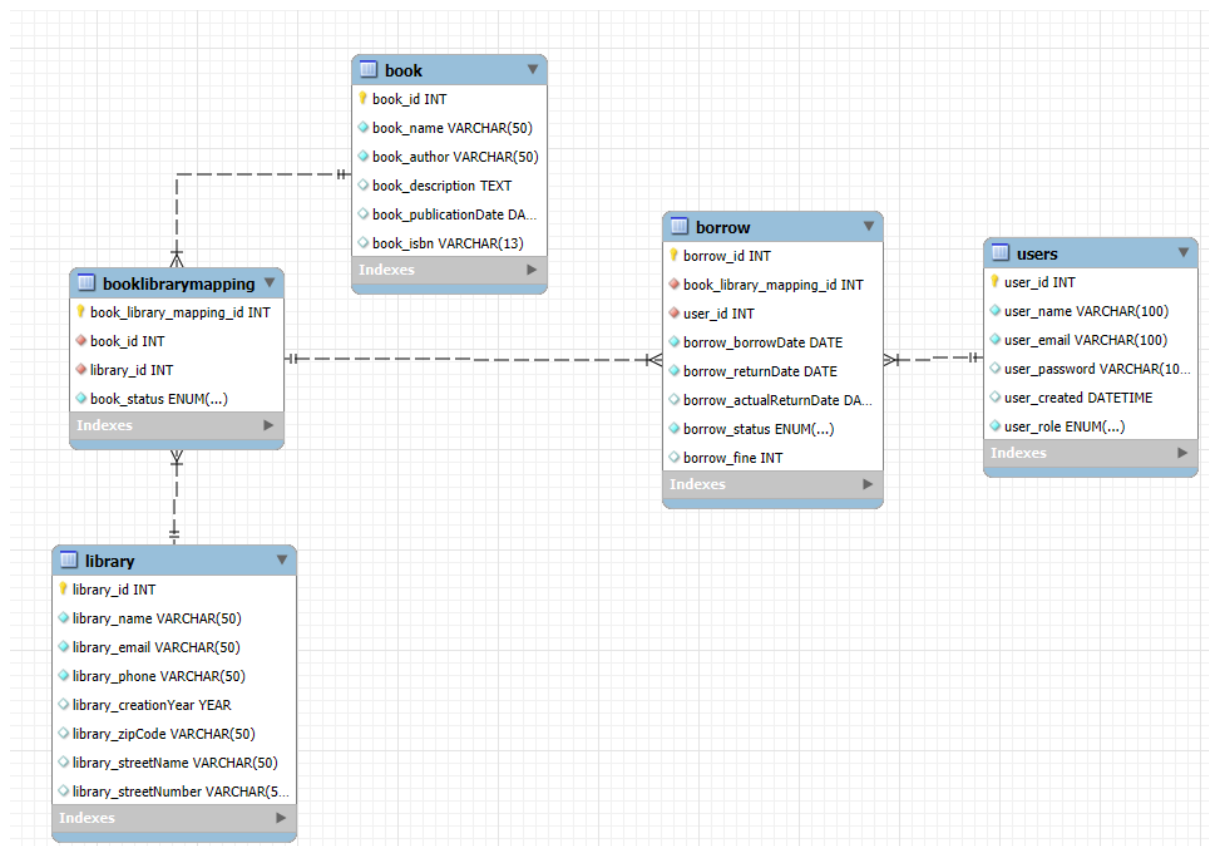 book
book_id INT
book_name VARCHAR(50)
book_author VARCHAR(50)
book_description TEXT
book_publicationDate DA...
book_isbn VARCHAR(13)
Indexes
booklibrarymapping
book_library_mapping_id INT
book_id INT
library_id INT
book_status ENUM(...)
Indexes
borrow
borrow_id INT
book_library_mapping_id INT
user_id INT
borrow_borrowDate DATE
borrow_returnDate DATE
borrow_actualReturnDate DA...
borrow_status ENUM(...)
borrow_fine INT
Indexes
users
user_id INT
user_name VARCHAR(100)
user_email VARCHAR(100)
user_password VARCHAR(10...
user_created DATETIME
user_role ENUM(...)
Indexes
library
library_id INT
library_name VARCHAR(50)
library_email VARCHAR(50)
library_phone VARCHAR(50)
library_creationYear YEAR
library_zipCode VARCHAR(50)
library_streetName VARCHAR(50)
library_streetNumber VARCHAR(5...
Indexes